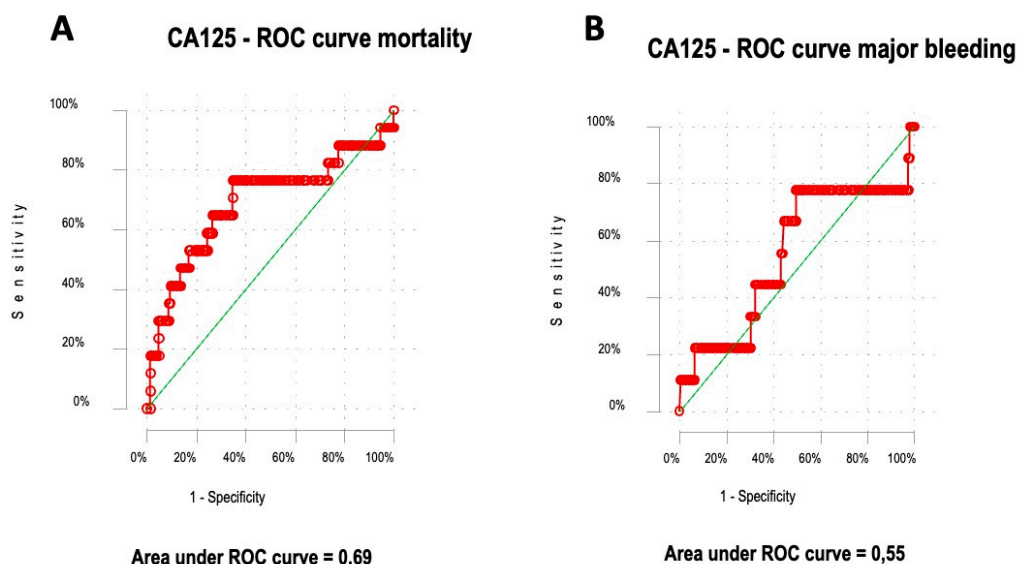 A
CA125 - ROC curve mortality
100%
80%
60%
40%
20%
0%
Sensitivity
0% 20% 40% 60% 80% 100%
1 - Specificity
Area under ROC curve = 0.69
B
CA125 - ROC curve major bleeding
100%
80%
60%
40%
20%
0%
Sensitivity
0% 20% 40% 60% 80% 100%
1 - Specificity
Area under ROC curve = 0,55